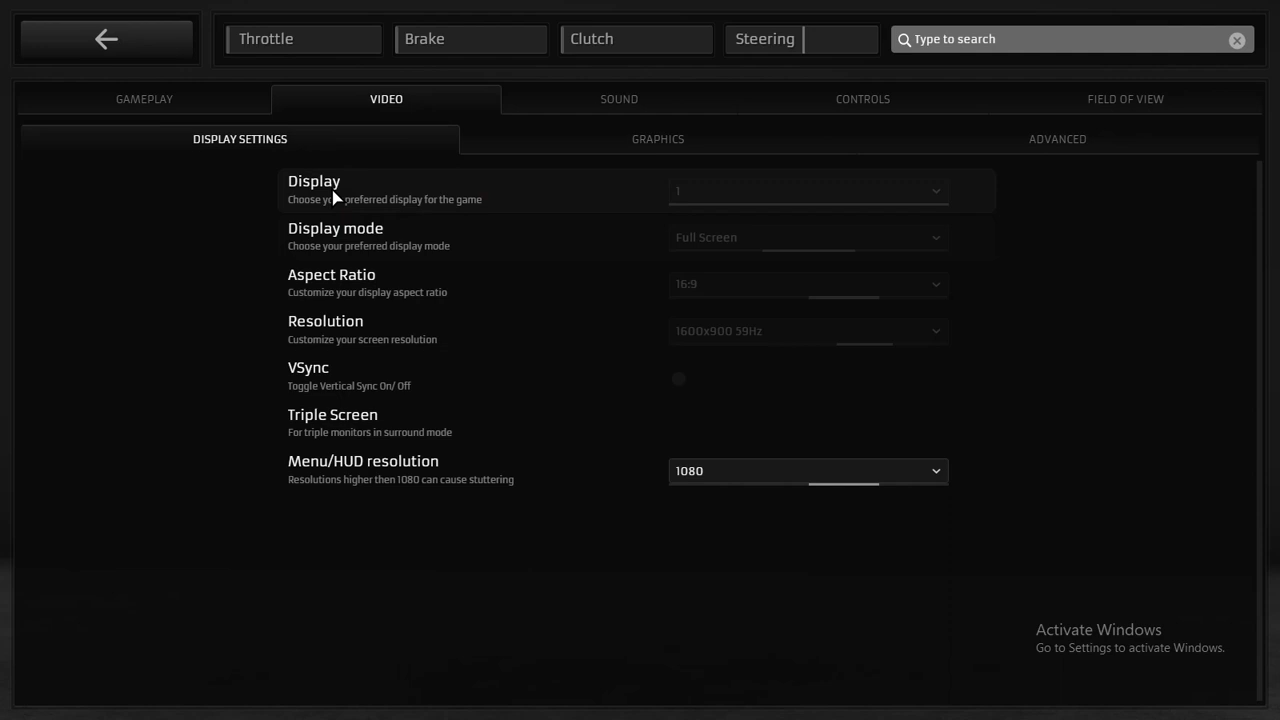 Throttle
Brake
Clutch
Steering
Type to search
GAMEPLAY
VIDEO
SOUND
CONTROLS
FIELD OF VIEW
DISPLAY SETTINGS
GRAPHICS
ADVANCED
Display
Choose your preferred display for the game
1
Display mode
Choose your preferred display mode
Full Screen
Aspect Ratio
Customize your display aspect ratio
16:9
Resolution
Customize your screen resolution
1600x900 59Hz
VSync
Toggle Vertical Sync On/ Off
Triple Screen
For triple monitors in surround mode
Menu/HUD resolution
Resolutions higher then 1080 can cause stuttering
1080
Activate Windows
Go to Settings to activate Windows.